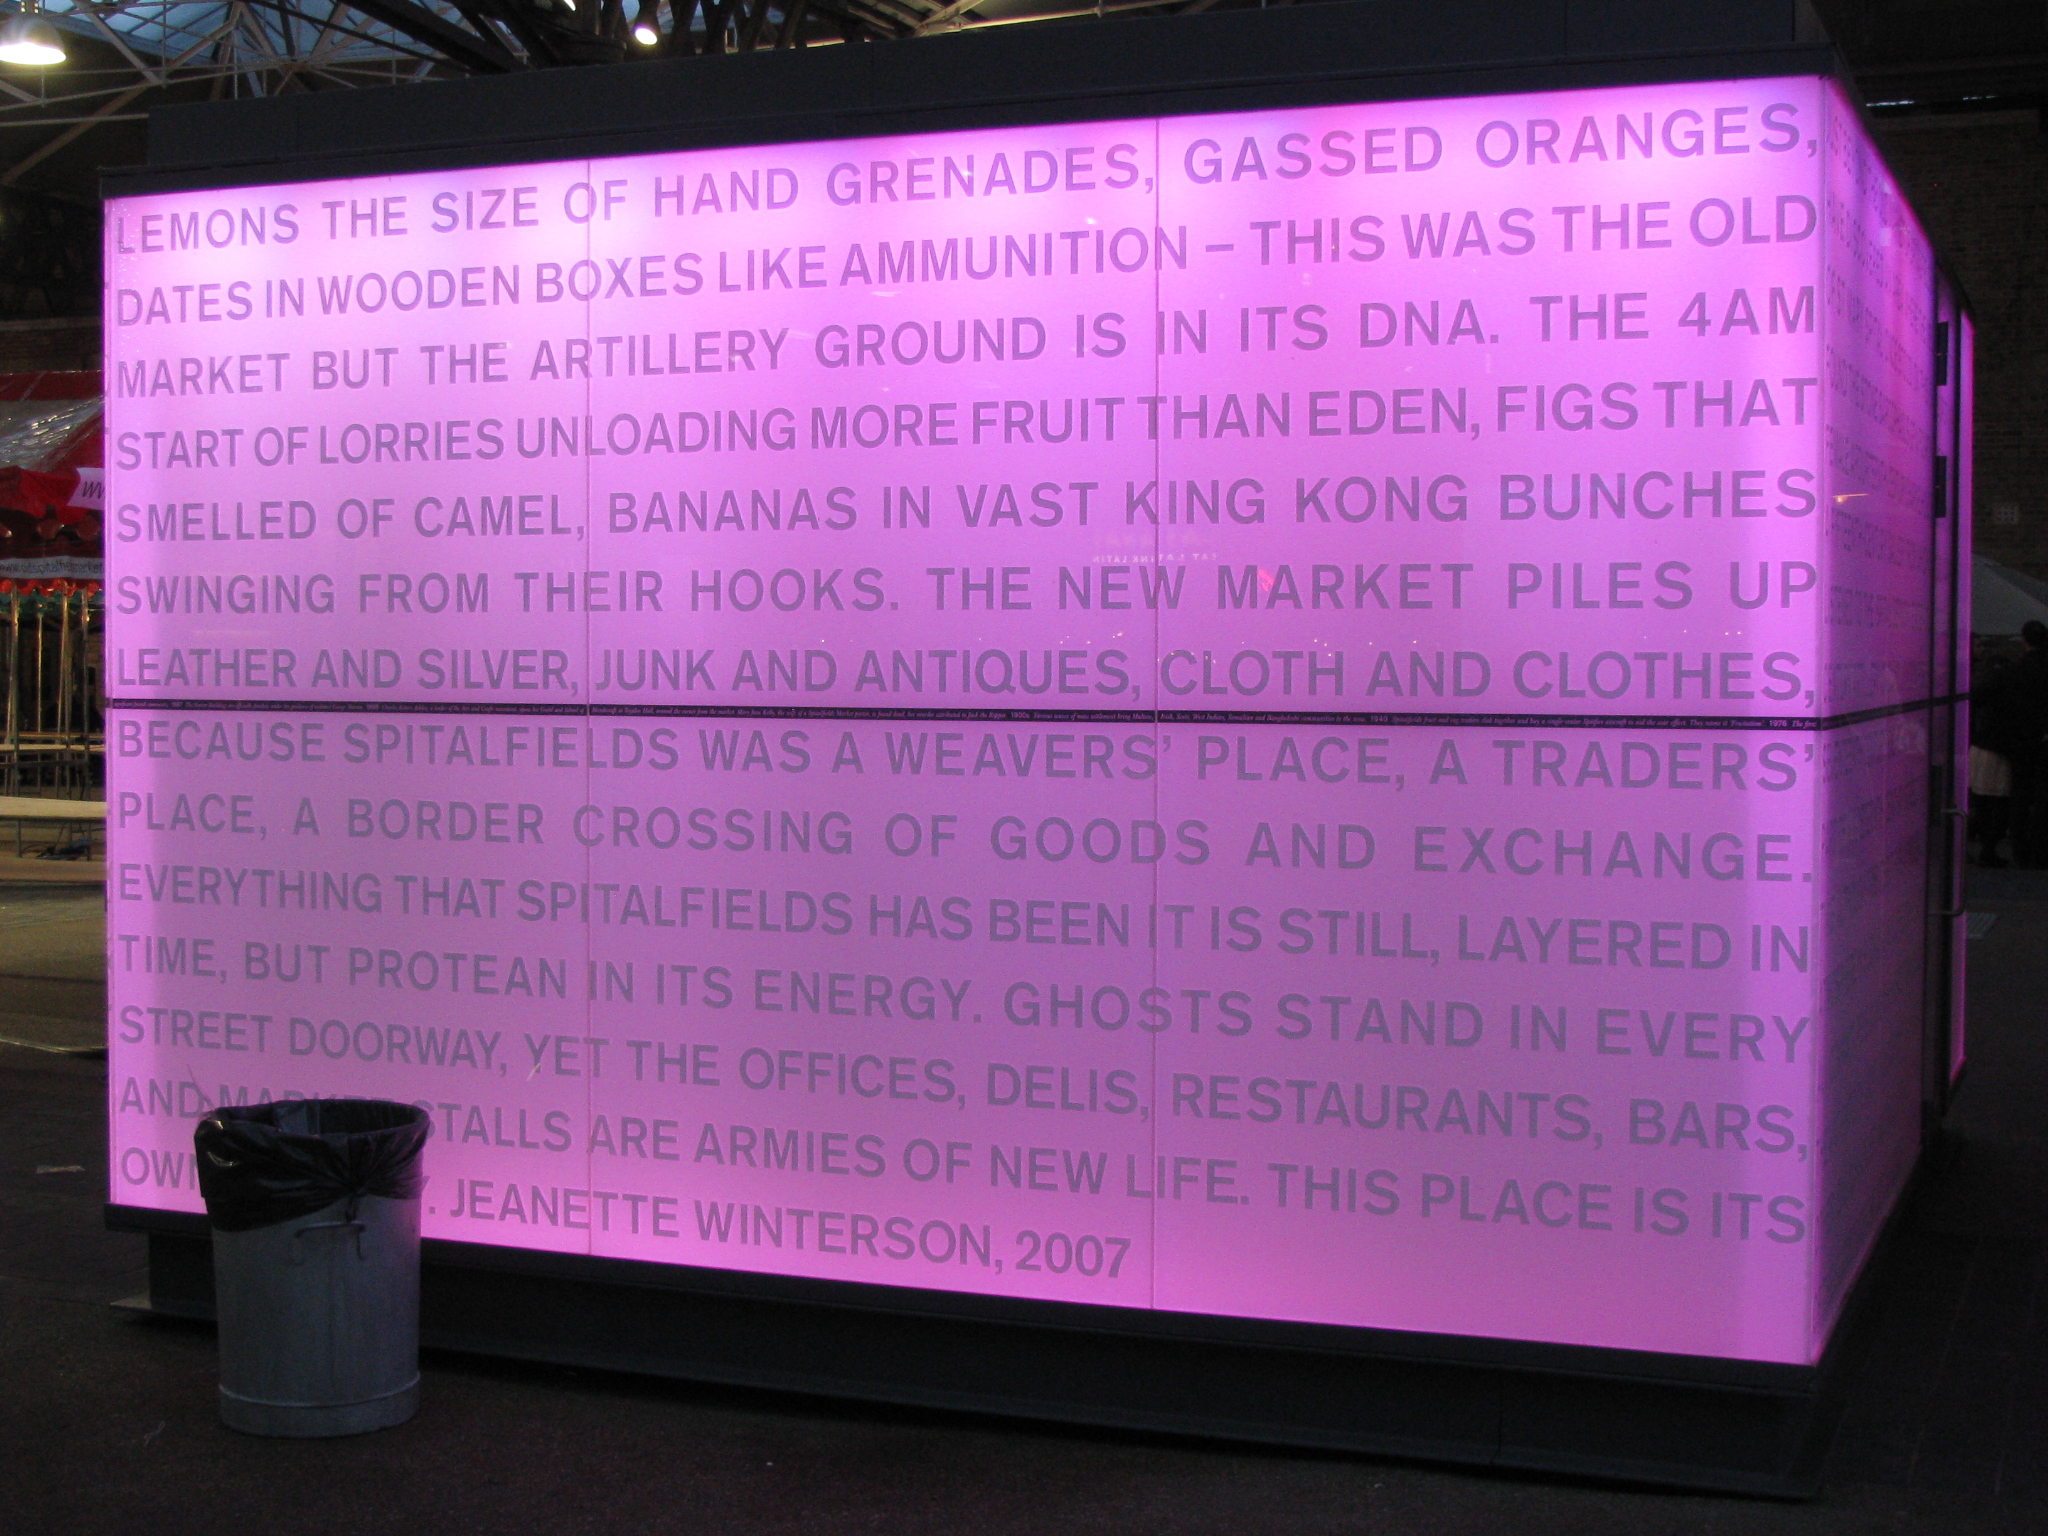 LEMONS THE SIZE OF HAND GRENADES, GASSED ORANGES,
DATES IN WOODEN BOXES LIKE AMMUNITION – THIS WAS THE OLD
MARKET BUT THE ARTILLERY GROUND IS IN ITS DNA. THE 4AM
START OF LORRIES UNLOADING MORE FRUIT THAN EDEN, FIGS THAT
SMELLED OF CAMEL, BANANAS IN VAST KING KONG BUNCHES
SWINGING FROM THEIR HOOKS. THE NEW MARKET PILES UP
LEATHER AND SILVER, JUNK AND ANTIQUES, CLOTH AND CLOTHES,
BECAUSE SPITALFIELDS WAS A WEAVERS' PLACE, A TRADERS'
PLACE, A BORDER CROSSING OF GOODS AND EXCHANGE.
EVERYTHING THAT SPITALFIELDS HAS BEEN IT IS STILL, LAYERED IN
TIME, BUT PROTEAN IN ITS ENERGY. GHOSTS STAND IN EVERY
STREET DOORWAY, YET THE OFFICES, DELIS, RESTAURANTS, BARS,
AND MARKET STALLS ARE ARMIES OF NEW LIFE. THIS PLACE IS ITS
OWN . JEANETTE WINTERSON, 2007